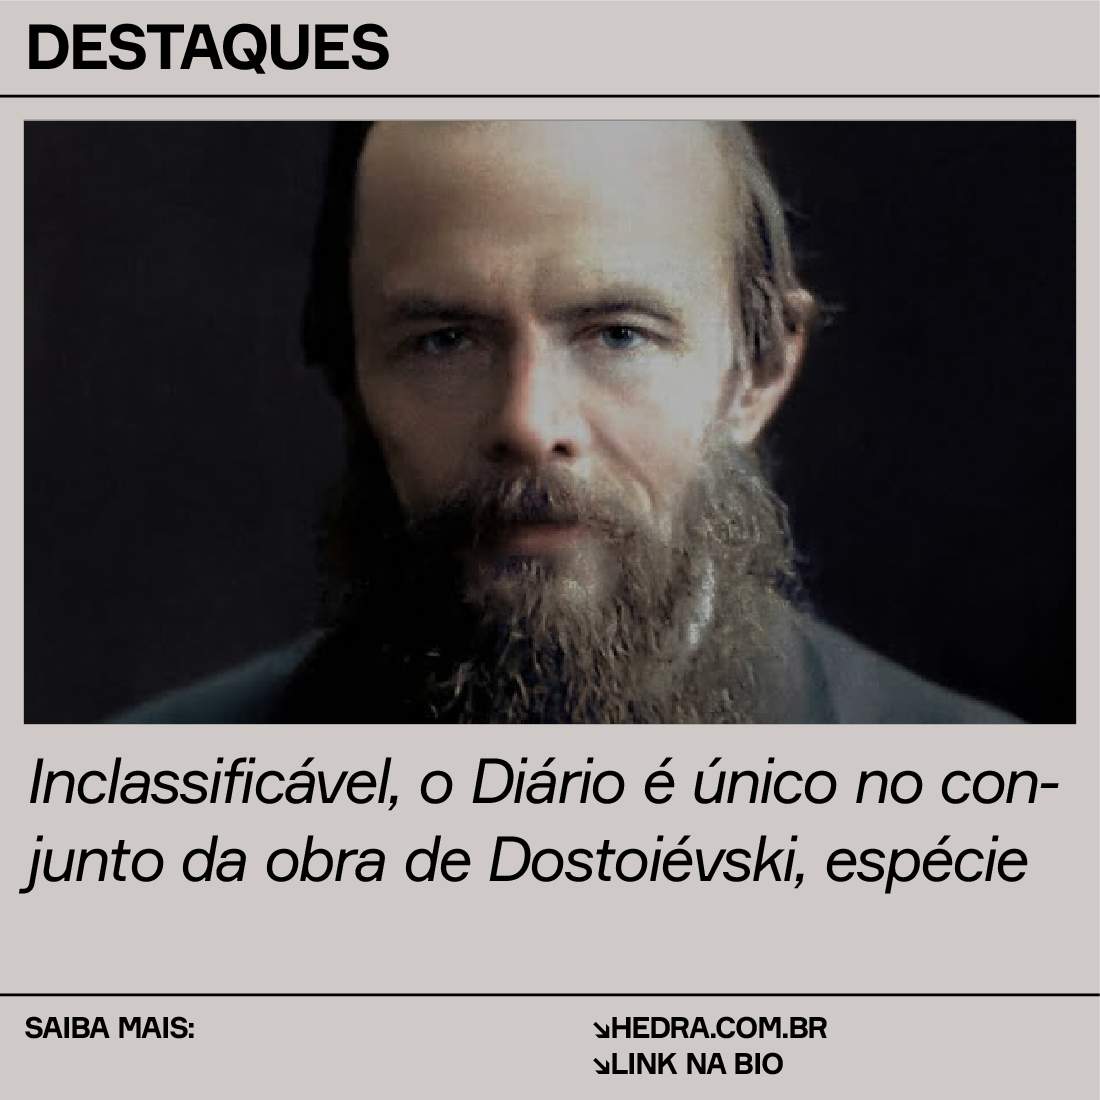 DESTAQUES
Inclassificável, o Diário é único no con-
junto da obra de Dostoiévski, espécie
SAIBA MAIS:
↘HEDRA.COM.BR
↘LINK NA BIO